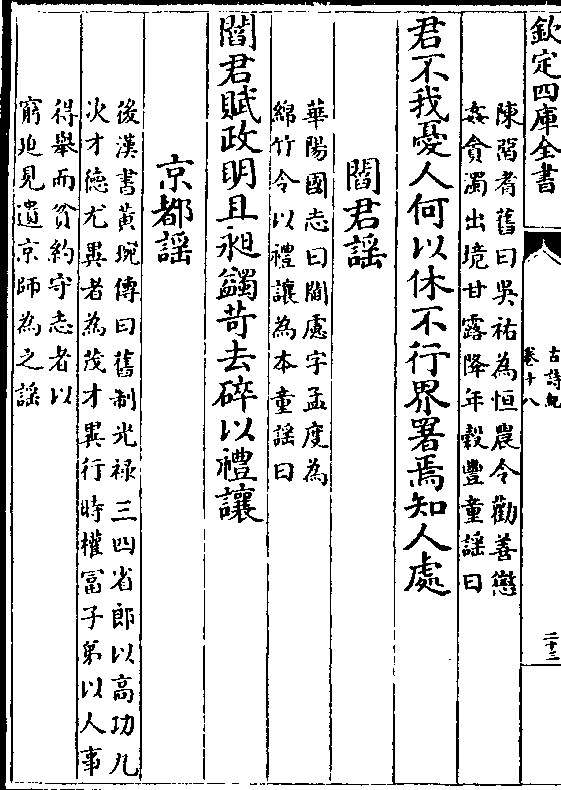 欽定四庫全書
古詩紀
卷十八
二十二
陳留耆舊曰吳祐為恒農令勸善懲
姦貪濁出境甘露降年穀豐童謡曰
君不我憂人何以休不行界署焉知人處
閻君謡
華陽國志曰閻慮字孟度為
綿竹令以禮讓為本童謡曰
閻君賦政明且昶蠲苛去碎以禮讓
京都謡
後漢書黄琬傳曰舊制光禄三四省郎以高功凡
次才德尤異者為茂才異行時權冨子弟以人事
得舉而貧約守志者以
窮迫見遺京師為之謡